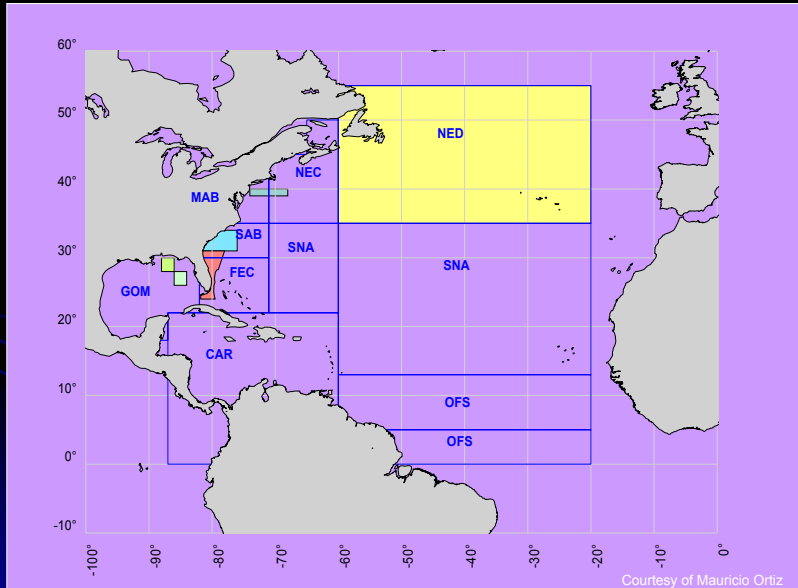 60°
50°
40°
30°
20°
10°
0°
-10°
NED
NEC
MAB
SAB
SNA
SNA
FEC
GOM
CAR
OFS
OFS
-100°
-90°
-80°
-70°
-60°
-50°
-40°
-30°
-20°
-10°
0°
Courtesy of Mauricio Ortiz